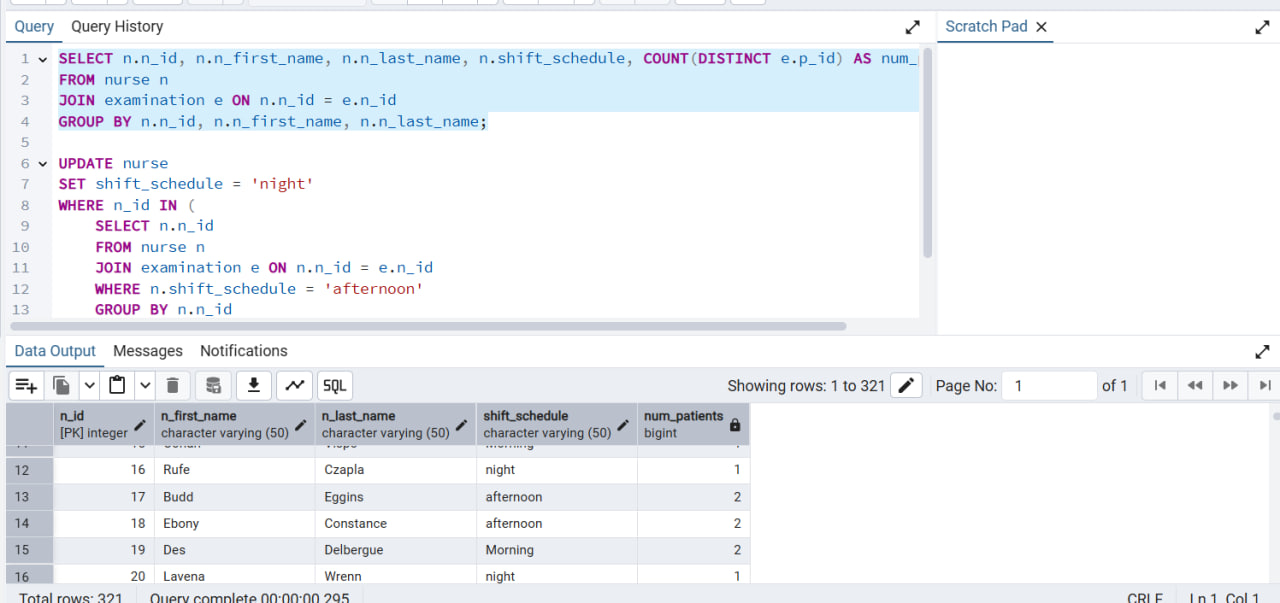 Query Query History Scratch Pad
1 SELECT n.n_id, n.n_first_name, n.n_last_name, n.shift_schedule, COUNT(DISTINCT e.p_id) AS num_
2 FROM nurse n
3 JOIN examination e ON n.n_id = e.n_id
4 GROUP BY n.n_id, n.n_first_name, n.n_last_name;
5
6 UPDATE nurse
7 SET shift_schedule = 'night'
8 WHERE n_id IN (
9 SELECT n.n_id
10 FROM nurse n
11 JOIN examination e ON n.n_id = e.n_id
12 WHERE n.shift_schedule = 'afternoon'
13 GROUP BY n.n_id
Data Output Messages Notifications
SQL Showing rows: 1 to 321 Page No: 1 of 1
n_id n_first_name n_last_name shift_schedule num_patients
[PK] integer character varying (50) character varying (50) character varying (50) bigint
12 16 Rufe Czapla night 1
13 17 Budd Eggins afternoon 2
14 18 Ebony Constance afternoon 2
15 19 Des Delbergue Morning 2
16 20 Lavena Wrenn night 1
Total rows: 321 Query complete 00:00:00.295 CRLF Ln 1, Col 1